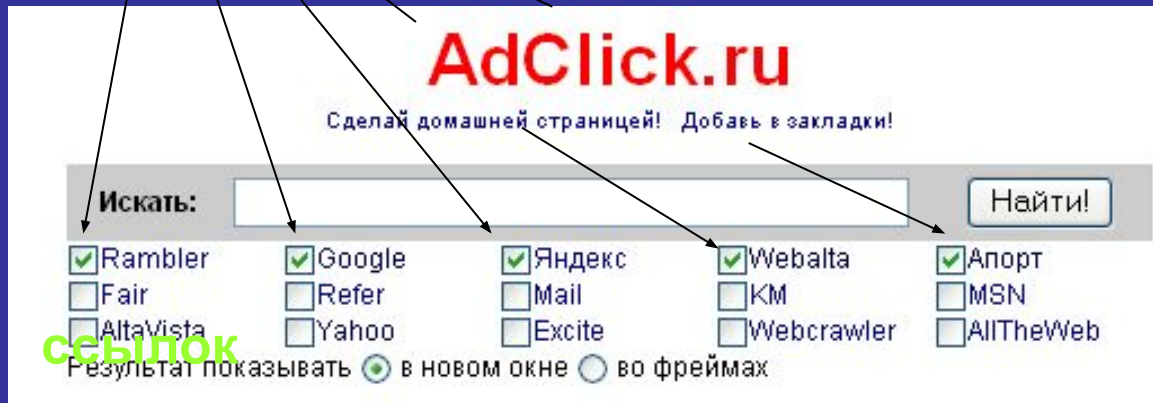 AdClick.ru
Сделай домашней страницей! Добавь в закладки!
Искать: Найти!
Rambler Google Яндекс Webalta Апорт
Fair Refer Mail KM MSN
AltaVista Yahoo Excite Webcrawler AllTheWeb
ссылок
Результат показывать в новом окне во фреймах